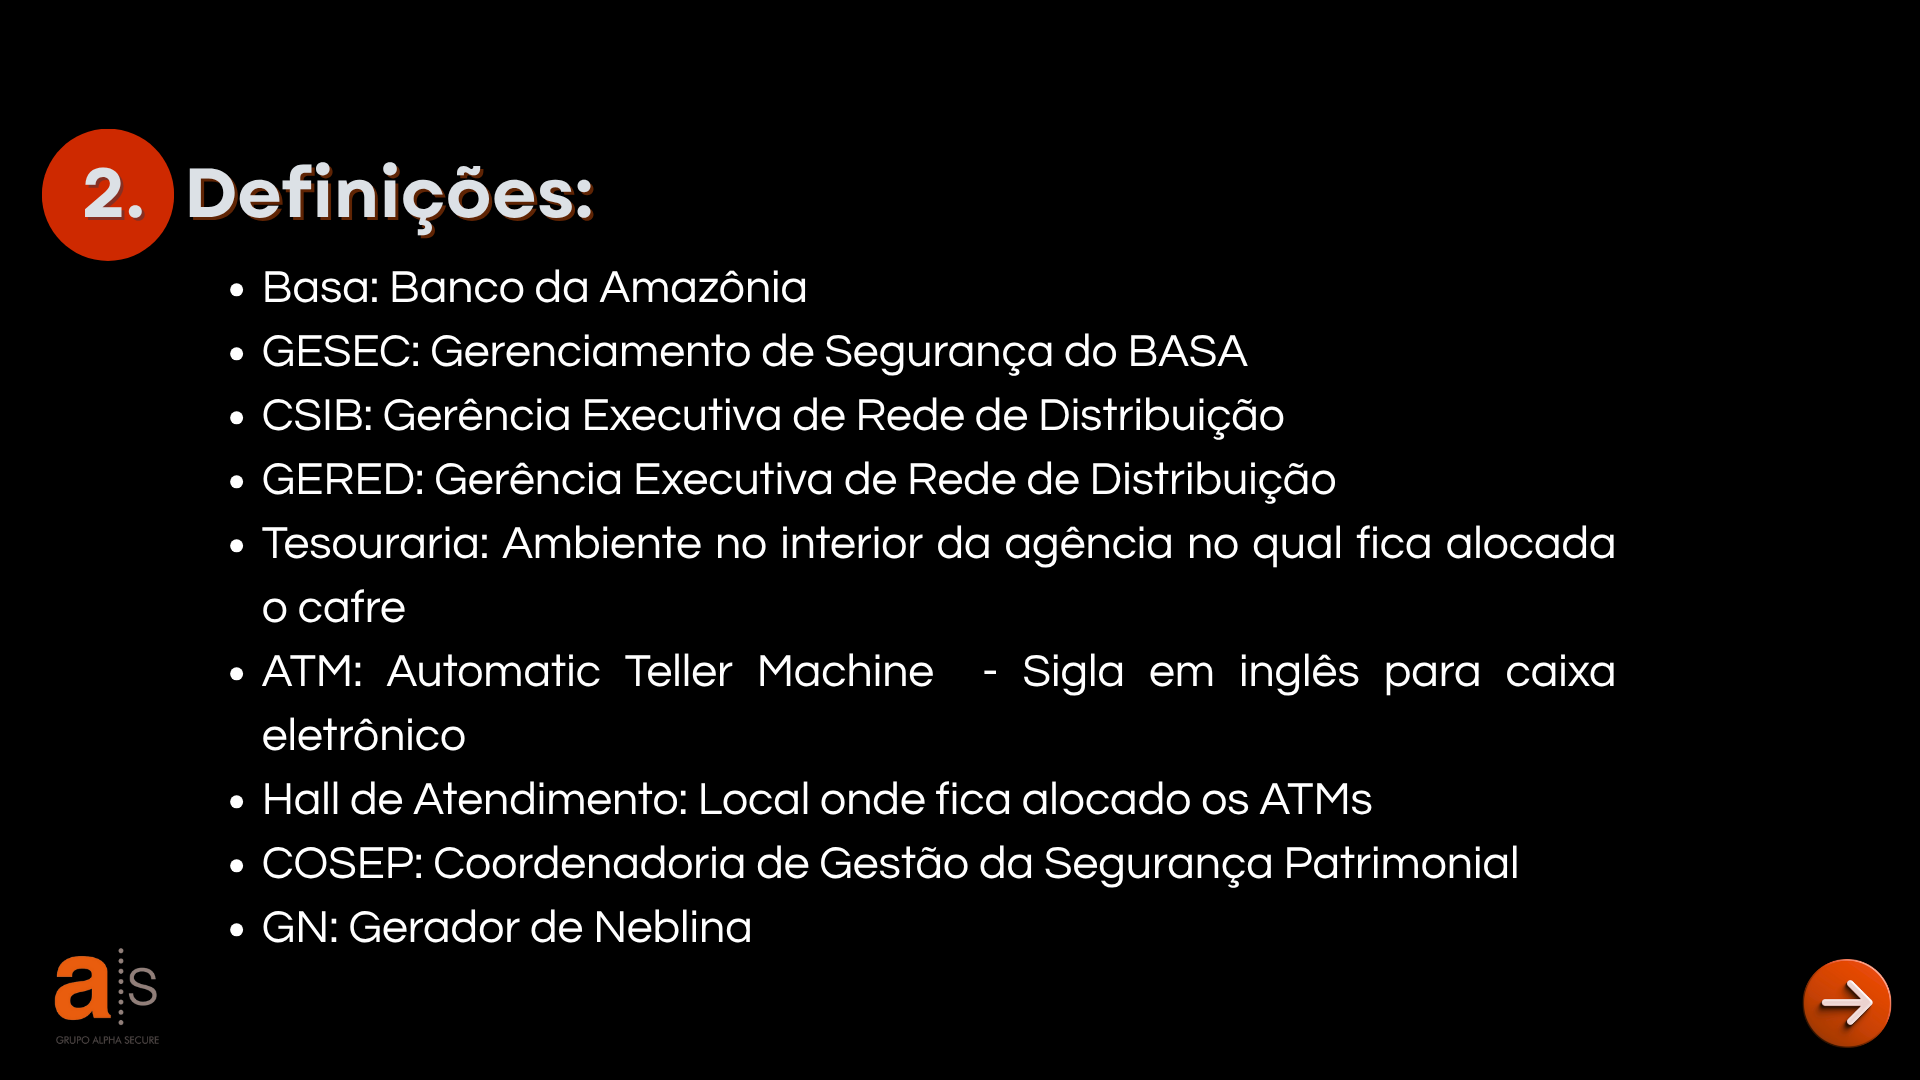 2. Definições:
• Basa: Banco da Amazônia
• GESEC: Gerenciamento de Segurança do BASA
• CSIB: Gerência Executiva de Rede de Distribuição
• GERED: Gerência Executiva de Rede de Distribuição
• Tesouraria: Ambiente no interior da agência no qual fica alocada
o cafre
• ATM: Automatic Teller Machine - Sigla em inglês para caixa
eletrônico
• Hall de Atendimento: Local onde fica alocado os ATMs
• COSEP: Coordenadoria de Gestão da Segurança Patrimonial
• GN: Gerador de Neblina
a s
GRUPO ALPHA SECURE